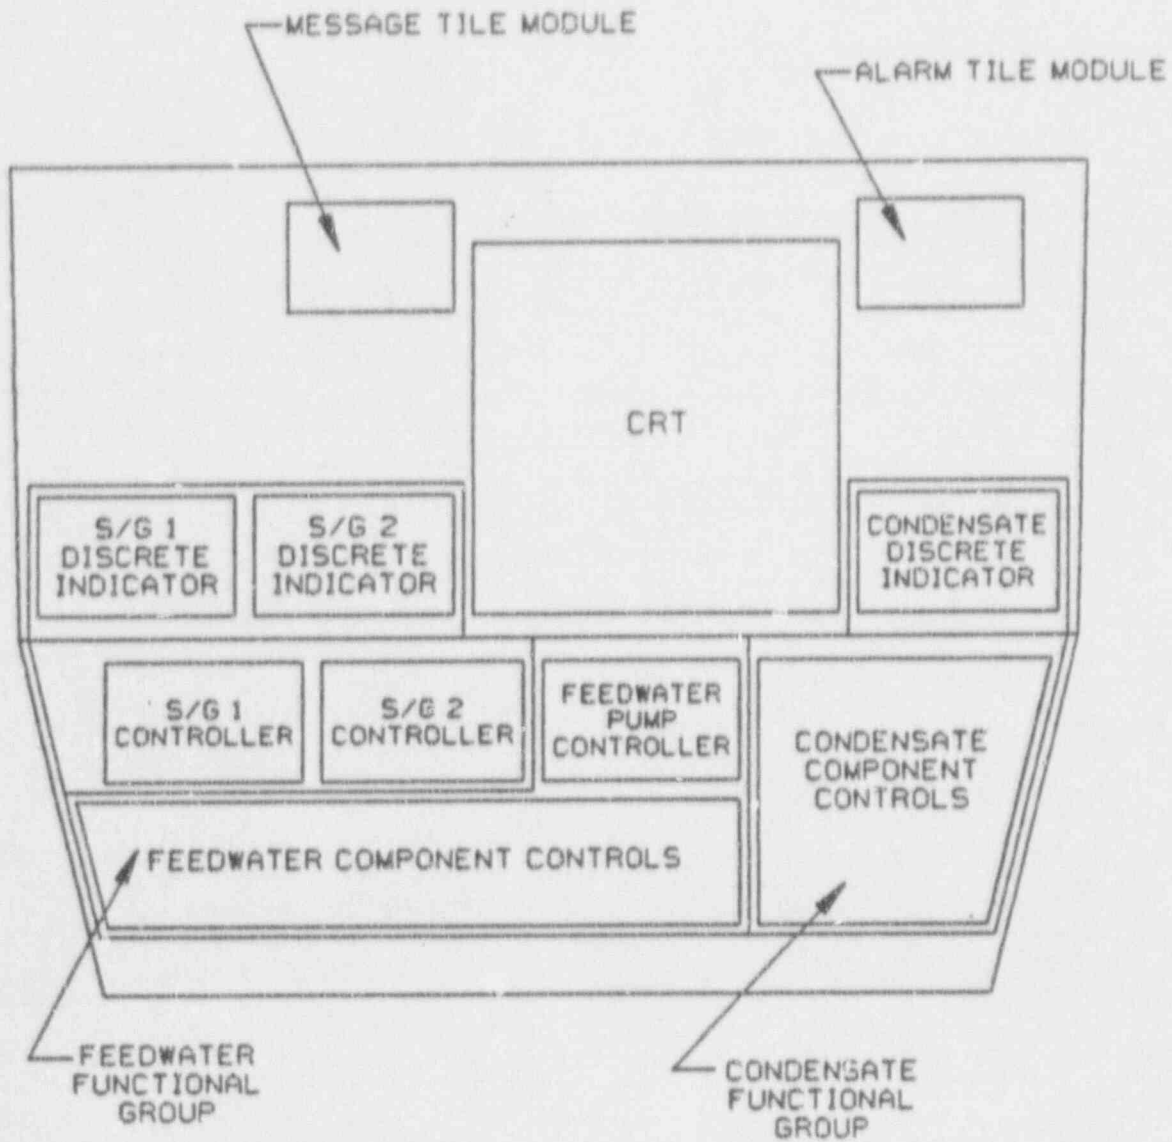 MESSAGE TILE MODULE
ALARM TILE MODULE
CRT
S/G 1
DISCRETE
INDICATOR
S/G 2
DISCRETE
INDICATOR
CONDENSATE
DISCRETE
INDICATOR
S/G 1
CONTROLLER
S/G 2
CONTROLLER
FEEDWATER
PUMP
CONTROLLER
CONDENSATE
COMPONENT
CONTROLS
FEEDWATER COMPONENT CONTROLS
FEEDWATER
FUNCTIONAL
GROUP
CONDENSATE
FUNCTIONAL
GROUP